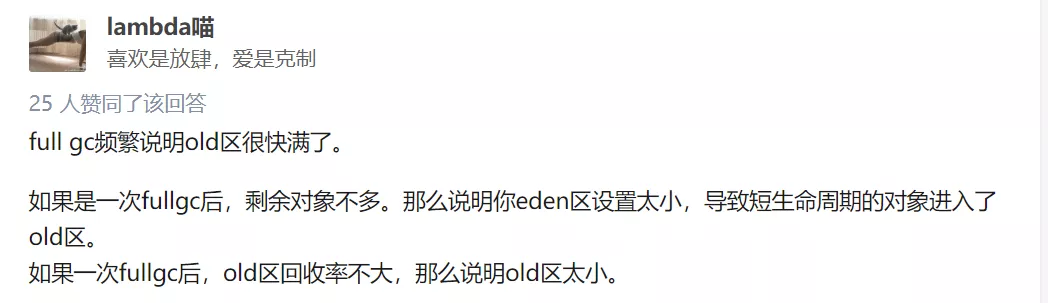 lambda喵
喜欢是放肆，爱是克制
25 人赞同了该回答
full gc频繁说明old区很快满了。
如果是一次fullgc后，剩余对象不多。那么说明你eden区设置太小，导致短生命周期的对象进入了
old区。
如果一次fullgc后，old区回收率不大，那么说明old区太小。